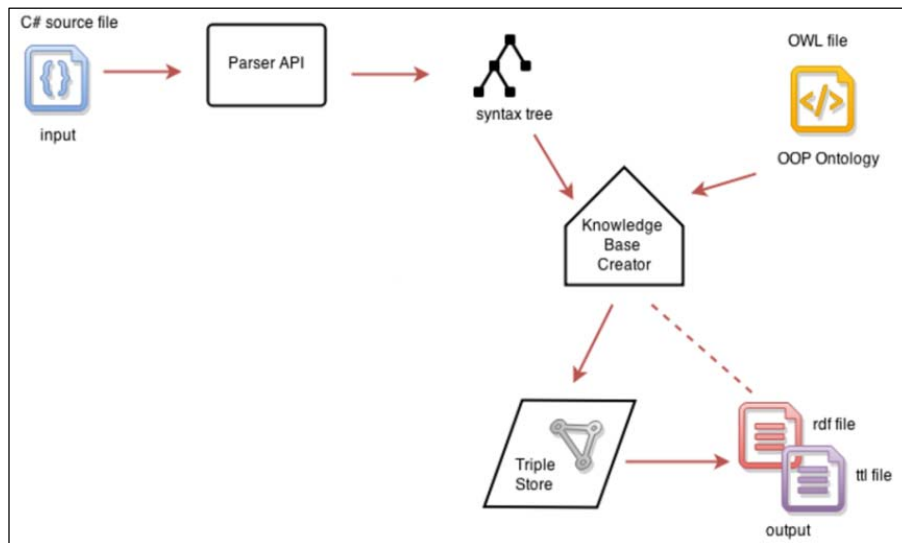 C# source file
input
Parser API
syntax tree
OWL file
OOP Ontology
Knowledge
Base
Creator
Triple
Store
rdf file
ttl file
output